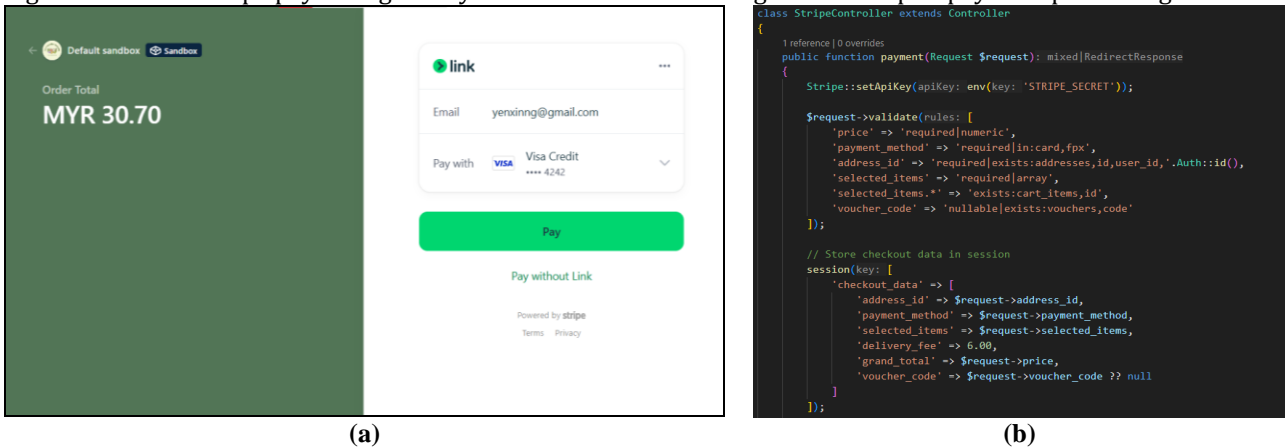 ← Default sandbox Sandbox
Order Total
MYR 30.70
link ...
Email yenxinng@gmail.com
Pay with VISA Visa Credit
•••• 4242
Pay
Pay without Link
Powered by stripe
Terms Privacy
(a)
class StripeController extends Controller
{
1 reference | 0 overrides
public function payment(Request $request): mixed|RedirectResponse
{
Stripe::setApiKey(apiKey: env(key: 'STRIPE_SECRET'));
$request->validate(rules: [
'price' => 'required|numeric',
'payment_method' => 'required|in:card,fpx',
'address_id' => 'required|exists:addresses,id,user_id,'.Auth::id(),
'selected_items' => 'required|array',
'selected_items.*' => 'exists:cart_items,id',
'voucher_code' => 'nullable|exists:vouchers,code'
]);
// Store checkout data in session
session(key: [
'checkout_data' => [
'address_id' => $request->address_id,
'payment_method' => $request->payment_method,
'selected_items' => $request->selected_items,
'delivery_fee' => 6.00,
'grand_total' => $request->price,
'voucher_code' => $request->voucher_code ?? null
]
]);
(b)